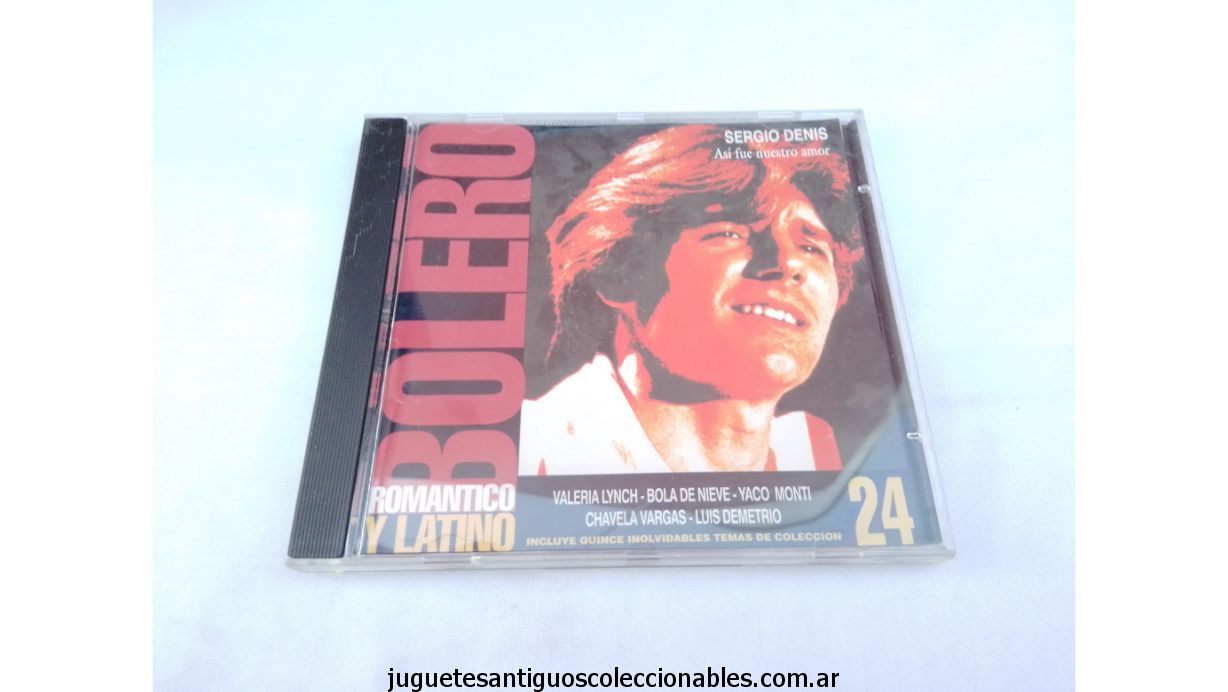 SERGIO DENIS
Asi fue nuestro amor
BOLERO
ROMANTICO
Y LATINO
VALERIA LYNCH - BOLA DE NIEVE - YACO MONTI
CHAVELA VARGAS - LUIS DEMETRIO
INCLUYE QUINCE INOLVIDABLES TEMAS DE COLECCION
24
juguetesantiguoscoleccionables.com.ar